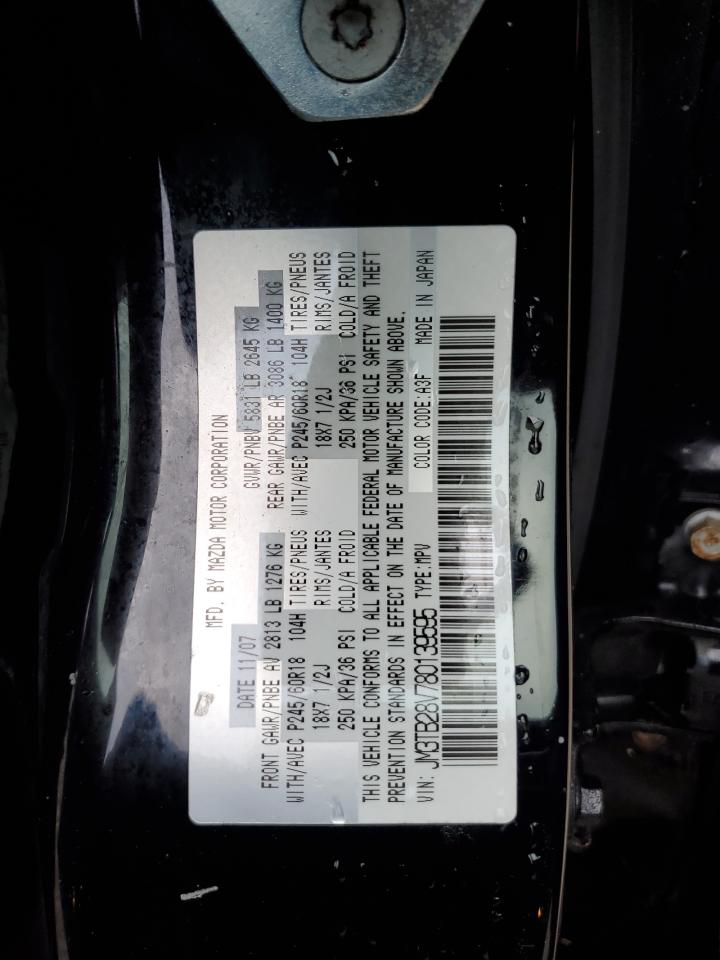 MFD. BY MAZDA MOTOR CORPORATION
DATE 11/07 GVWR/PNBV 5831 LB 2645 KG
FRONT GAWR/PNBE AV 2813 LB 1276 KG REAR GAWR/PNBE AR 3086 LB 1400 KG
WITH/AVEC P245/60R18 104H TIRES/PNEUS WITH/AVEC P245/60R18 104H TIRES/PNEUS
18X7 1/2J RIMS/JANTES 18X7 1/2J RIMS/JANTES
250 KPA/36 PSI COLD/A FROID 250 KPA/36 PSI COLD/A FROID
THIS VEHICLE CONFORMS TO ALL APPLICABLE FEDERAL MOTOR VEHICLE SAFETY AND THEFT
PREVENTION STANDARDS IN EFFECT ON THE DATE OF MANUFACTURE SHOWN ABOVE.
VIN: JM3TB28V780139595 TYPE:MPV COLOR CODE:A3F MADE IN JAPAN